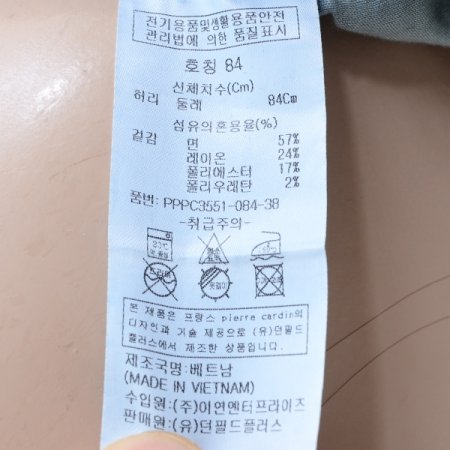 전기용품및생활용품안전
관리법에 의한 품질표시
호칭 84
신체치수(Cm)
허리 둘레 84Cm
섬유의혼용율(%)
겉감 면 57%
레이온 24%
폴리에스터 17%
폴리우레탄 2%
품번: PPPC3551-084-38
-취급주의-
본 제품은 프랑스 pierre cardin의
디자인과 기술 제공으로 (유)던필드
플러스에서 제조한 상품입니다.
제조국명:베트남
(MADE IN VIETNAM)
수입원:(주)이연엔터프라이즈
판매원:(유)던필드플러스